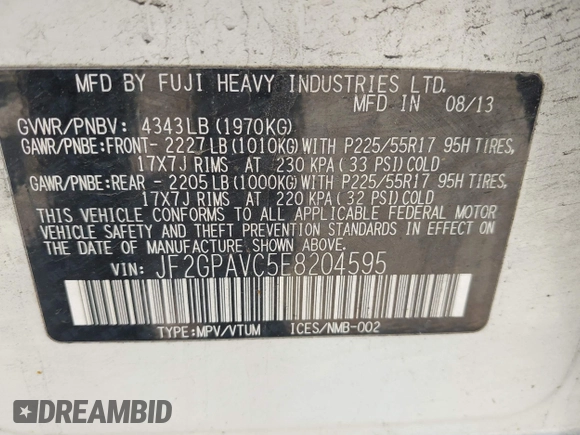 MFD BY FUJI HEAVY INDUSTRIES LTD.
MFD IN 08/13
GVWR/PNBV: 4343LB(1970KG)
GAWR/PNBE:FRONT- 2227LB(1010KG)WITH P225/55R17 95H TIRES,
17X7J RIMS AT 230 KPA(33 PSI)COLD
GAWR/PNBE:REAR - 2205LB(1000KG)WITH P225/55R17 95H TIRES,
17X7J RIMS AT 220 KPA(32 PSI)COLD
THIS VEHICLE CONFORMS TO ALL APPLICABLE FEDERAL MOTOR
VEHICLE SAFETY AND THEFT PREVENTION STANDARDS IN EFFECT ON
THE DATE OF MANUFACTURE SHOWN ABOVE.
VIN: JF2GPAVC5E8204595
TYPE:MPV/VTUM ICES/NMB-002
DREAMBID